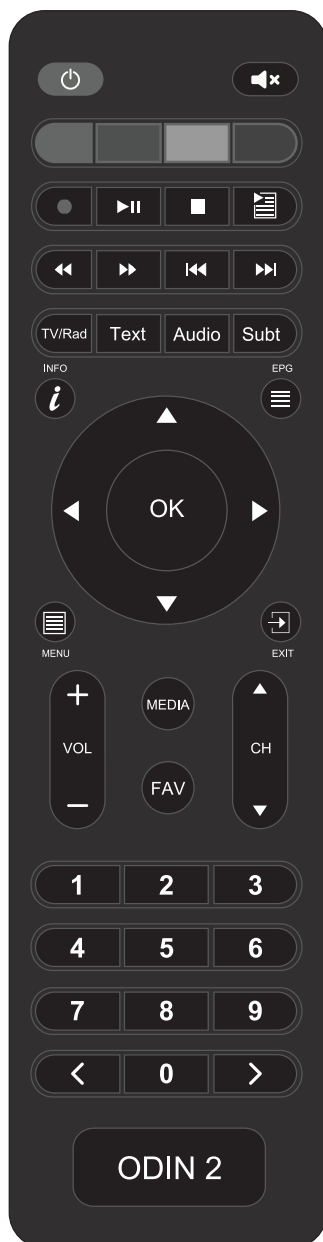 TV/Rad Text Audio Subt
INFO EPG
i
OK
MENU EXIT
+
VOL MEDIA CH
FAV
−
1 2 3
4 5 6
7 8 9
< 0 >
ODIN 2